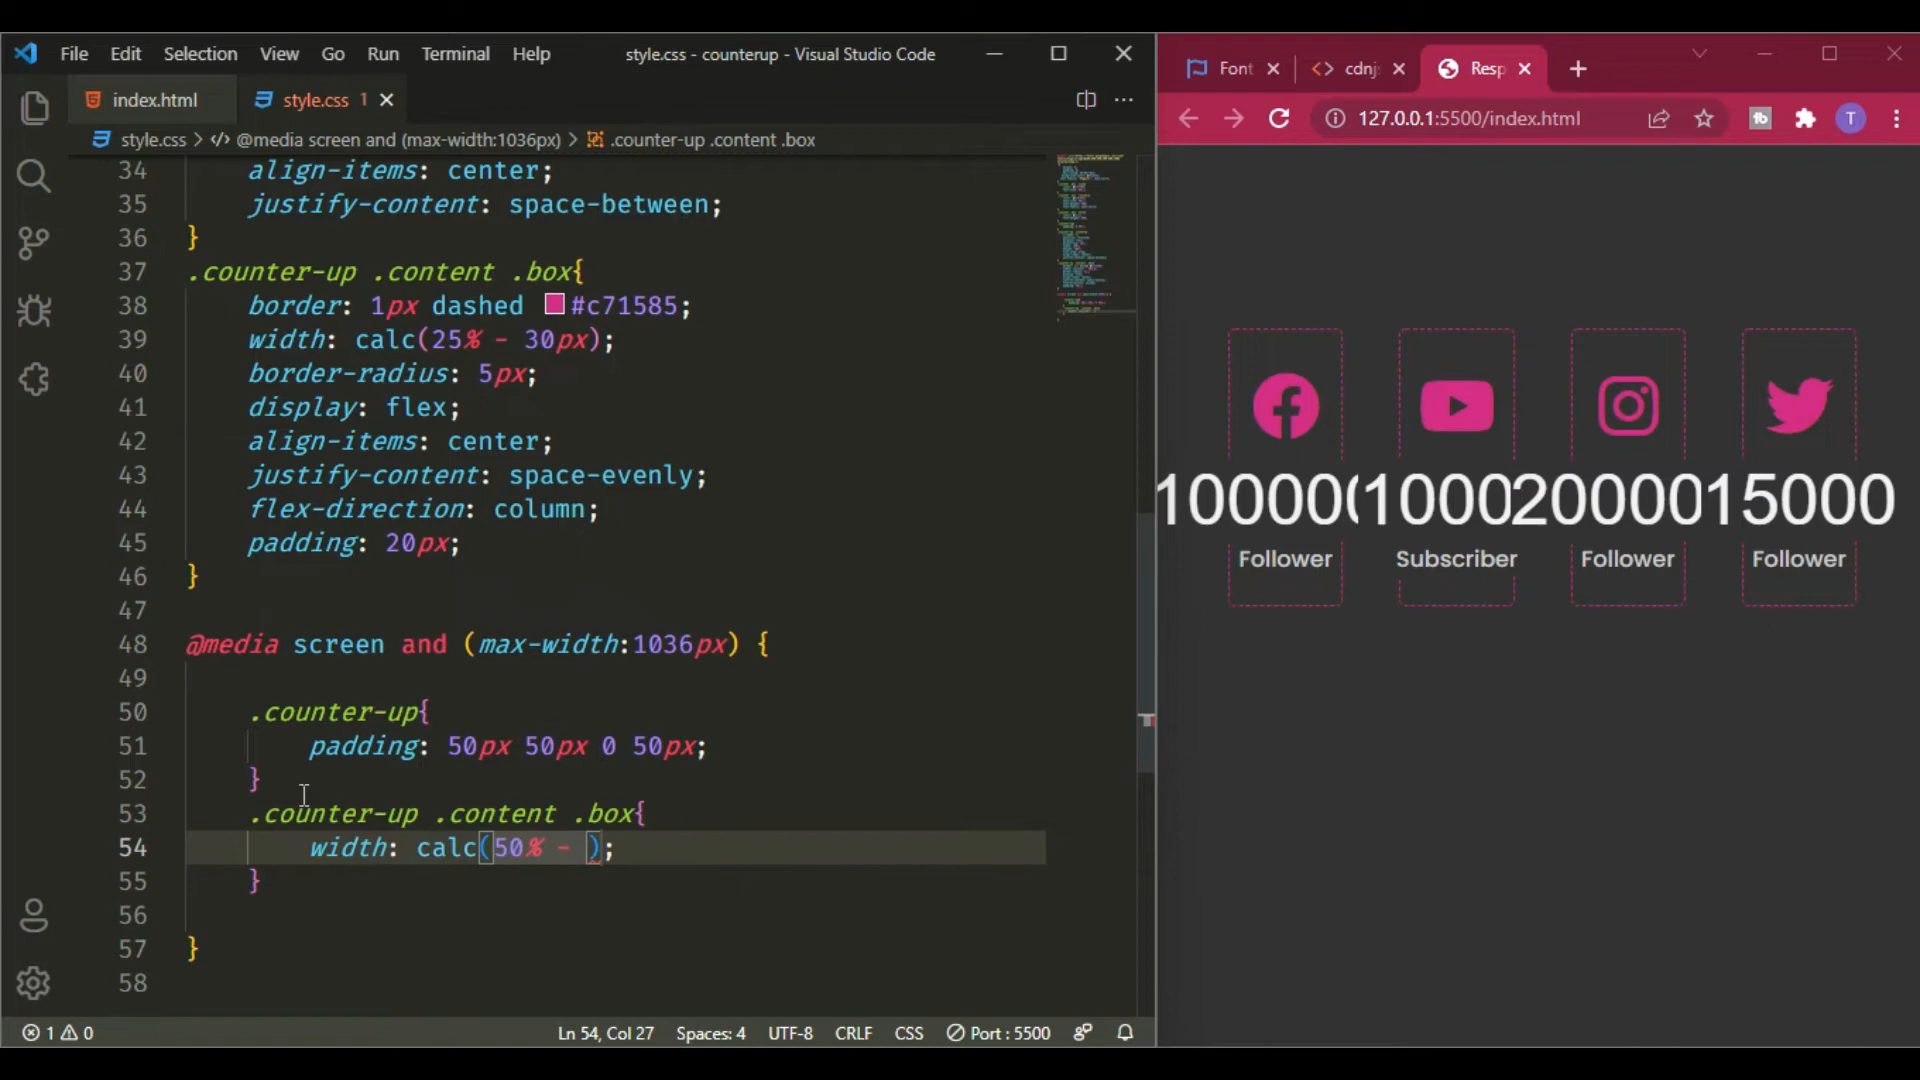 File Edit Selection View Go Run Terminal Help style.css - counterup - Visual Studio Code
index.html style.css 1
style.css > @media screen and (max-width:1036px) > .counter-up .content .box
34 align-items: center;
35 justify-content: space-between;
36 }
37 .counter-up .content .box{
38 border: 1px dashed #c71585;
39 width: calc(25% - 30px);
40 border-radius: 5px;
41 display: flex;
42 align-items: center;
43 justify-content: space-evenly;
44 flex-direction: column;
45 padding: 20px;
46 }
47
48 @media screen and (max-width:1036px) {
49
50 .counter-up{
51 padding: 50px 50px 0 50px;
52 }
53 .counter-up .content .box{
54 width: calc(50% - );
55 }
56
57 }
58
1 0 Ln 54, Col 27 Spaces: 4 UTF-8 CRLF CSS Port : 5500
Font cdnj Resp
127.0.0.1:5500/index.html tb T
Follower Subscriber Follower Follower
20000 15000